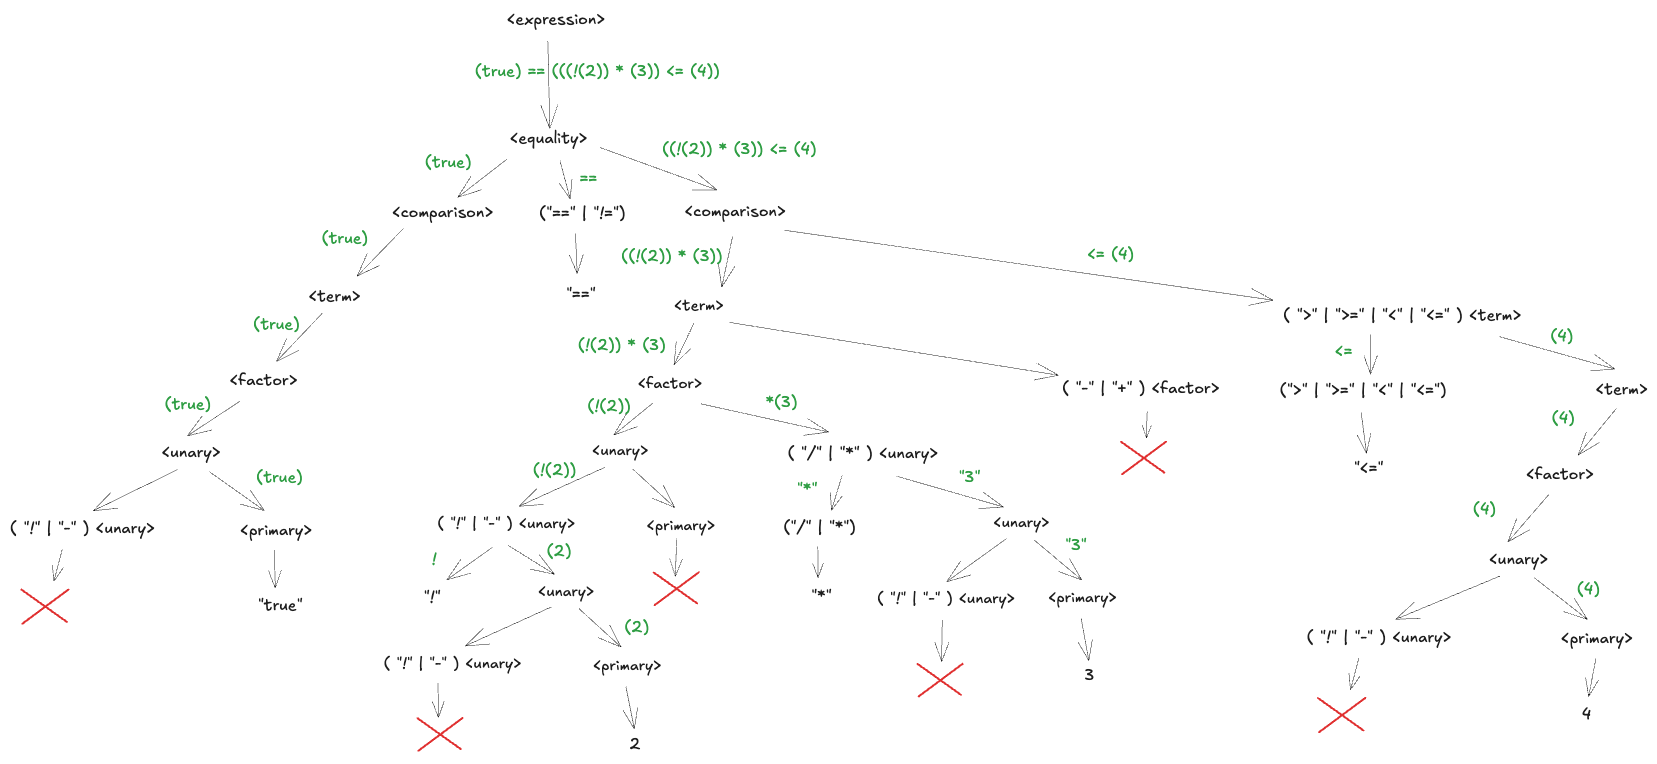 <expression>
(true) == (((!(2)) * (3)) <= (4))
<equality>
(true)
==
((!(2)) * (3)) <= (4)
<comparison>
("==" | "!=")
<comparison>
(true)
"=="
((!(2)) * (3))
<= (4)
<term>
<term>
( ">" | ">=" | "<" | "<=" ) <term>
(true)
(!(2)) * (3)
<=
(4)
<factor>
<factor>
( "-" | "+" ) <factor>
(">" | ">=" | "<" | "<=")
<term>
(true)
(!(2))
*(3)
(4)
<unary>
<unary>
( "/" | "*" ) <unary>
"<="
<factor>
(true)
(!(2))
"*"
"3"
(4)
( "!" | "-" ) <unary>
<primary>
( "!" | "-" ) <unary>
<primary>
("/" | "*")
<unary>
!
(2)
"3"
<unary>
"true"
"!"
<unary>
"*"
( "!" | "-" ) <unary>
<primary>
(4)
(2)
( "!" | "-" ) <unary>
<primary>
( "!" | "-" ) <unary>
<primary>
3
2
4